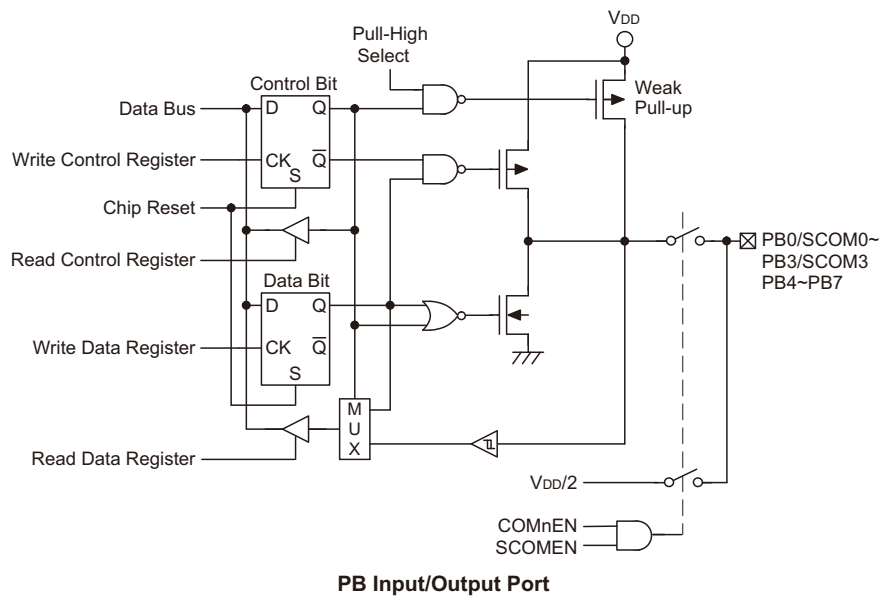 VDD
Pull-High
Select
Control Bit
Weak
Pull-up
Data Bus
D
Q
Write Control Register
CK
Q̅
S
Chip Reset
Read Control Register
PB0/SCOM0~
PB3/SCOM3
PB4~PB7
Data Bit
D
Q
Write Data Register
CK
Q̅
S
M
U
X
Read Data Register
VDD/2
COMnEN
SCOMEN
PB Input/Output Port